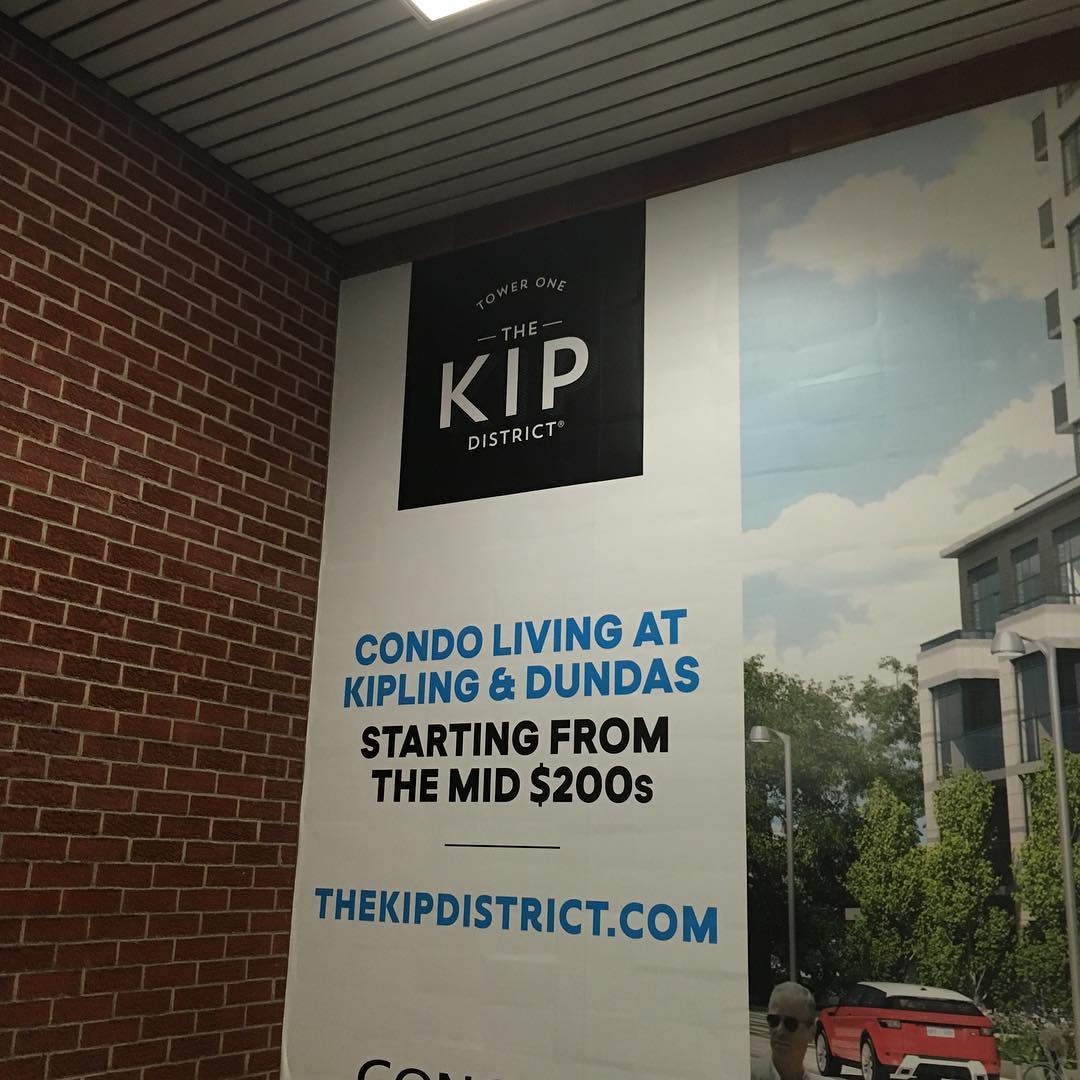 TOWER ONE
THE
KIP
DISTRICT®
CONDO LIVING AT
KIPLING & DUNDAS
STARTING FROM
THE MID $200s
THEKIPDISTRICT.COM